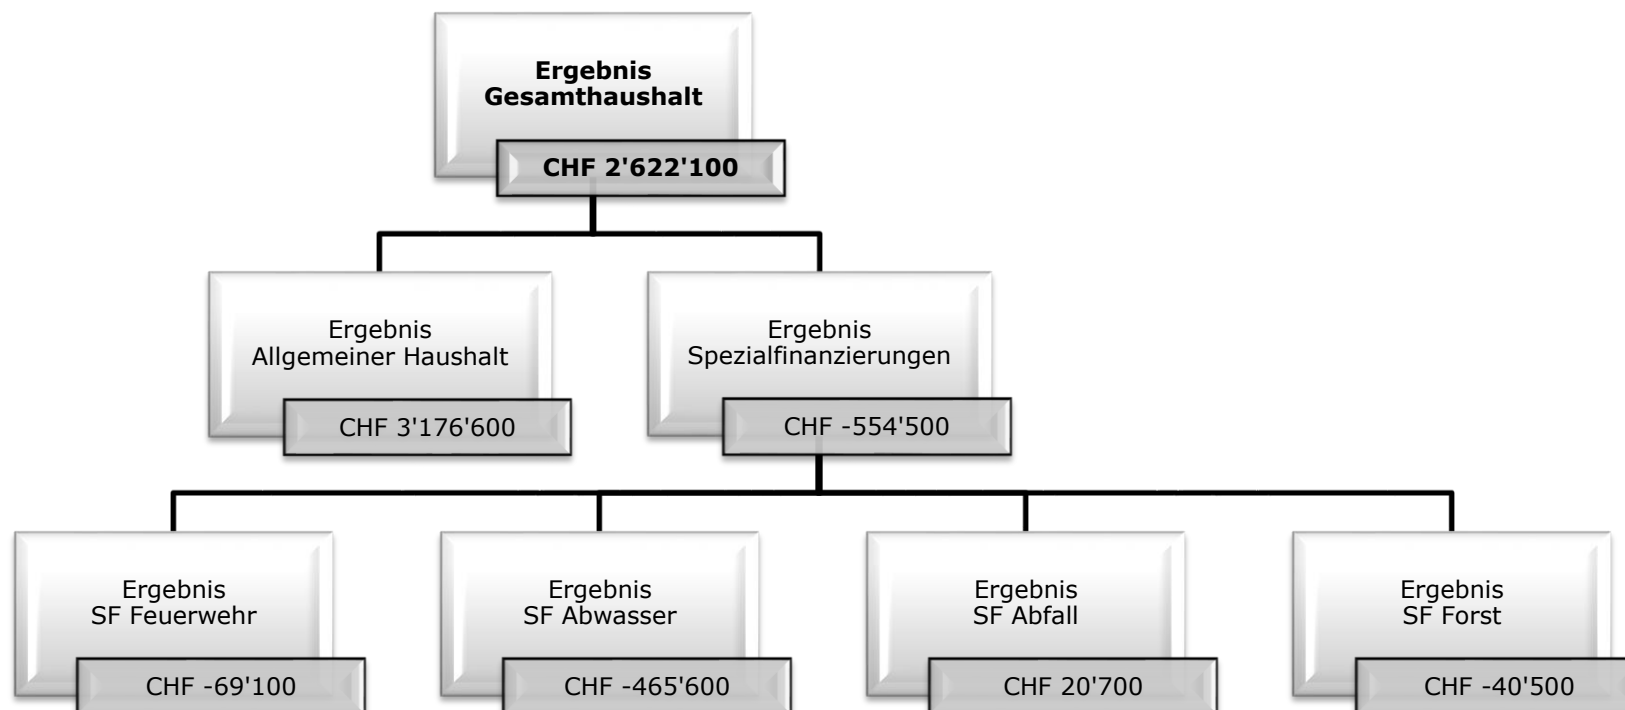 Ergebnis
Gesamthaushalt
CHF 2'622'100
Ergebnis
Allgemeiner Haushalt
CHF 3'176'600
Ergebnis
Spezialfinanzierungen
CHF -554'500
Ergebnis
SF Feuerwehr
CHF -69'100
Ergebnis
SF Abwasser
CHF -465'600
Ergebnis
SF Abfall
CHF 20'700
Ergebnis
SF Forst
CHF -40'500